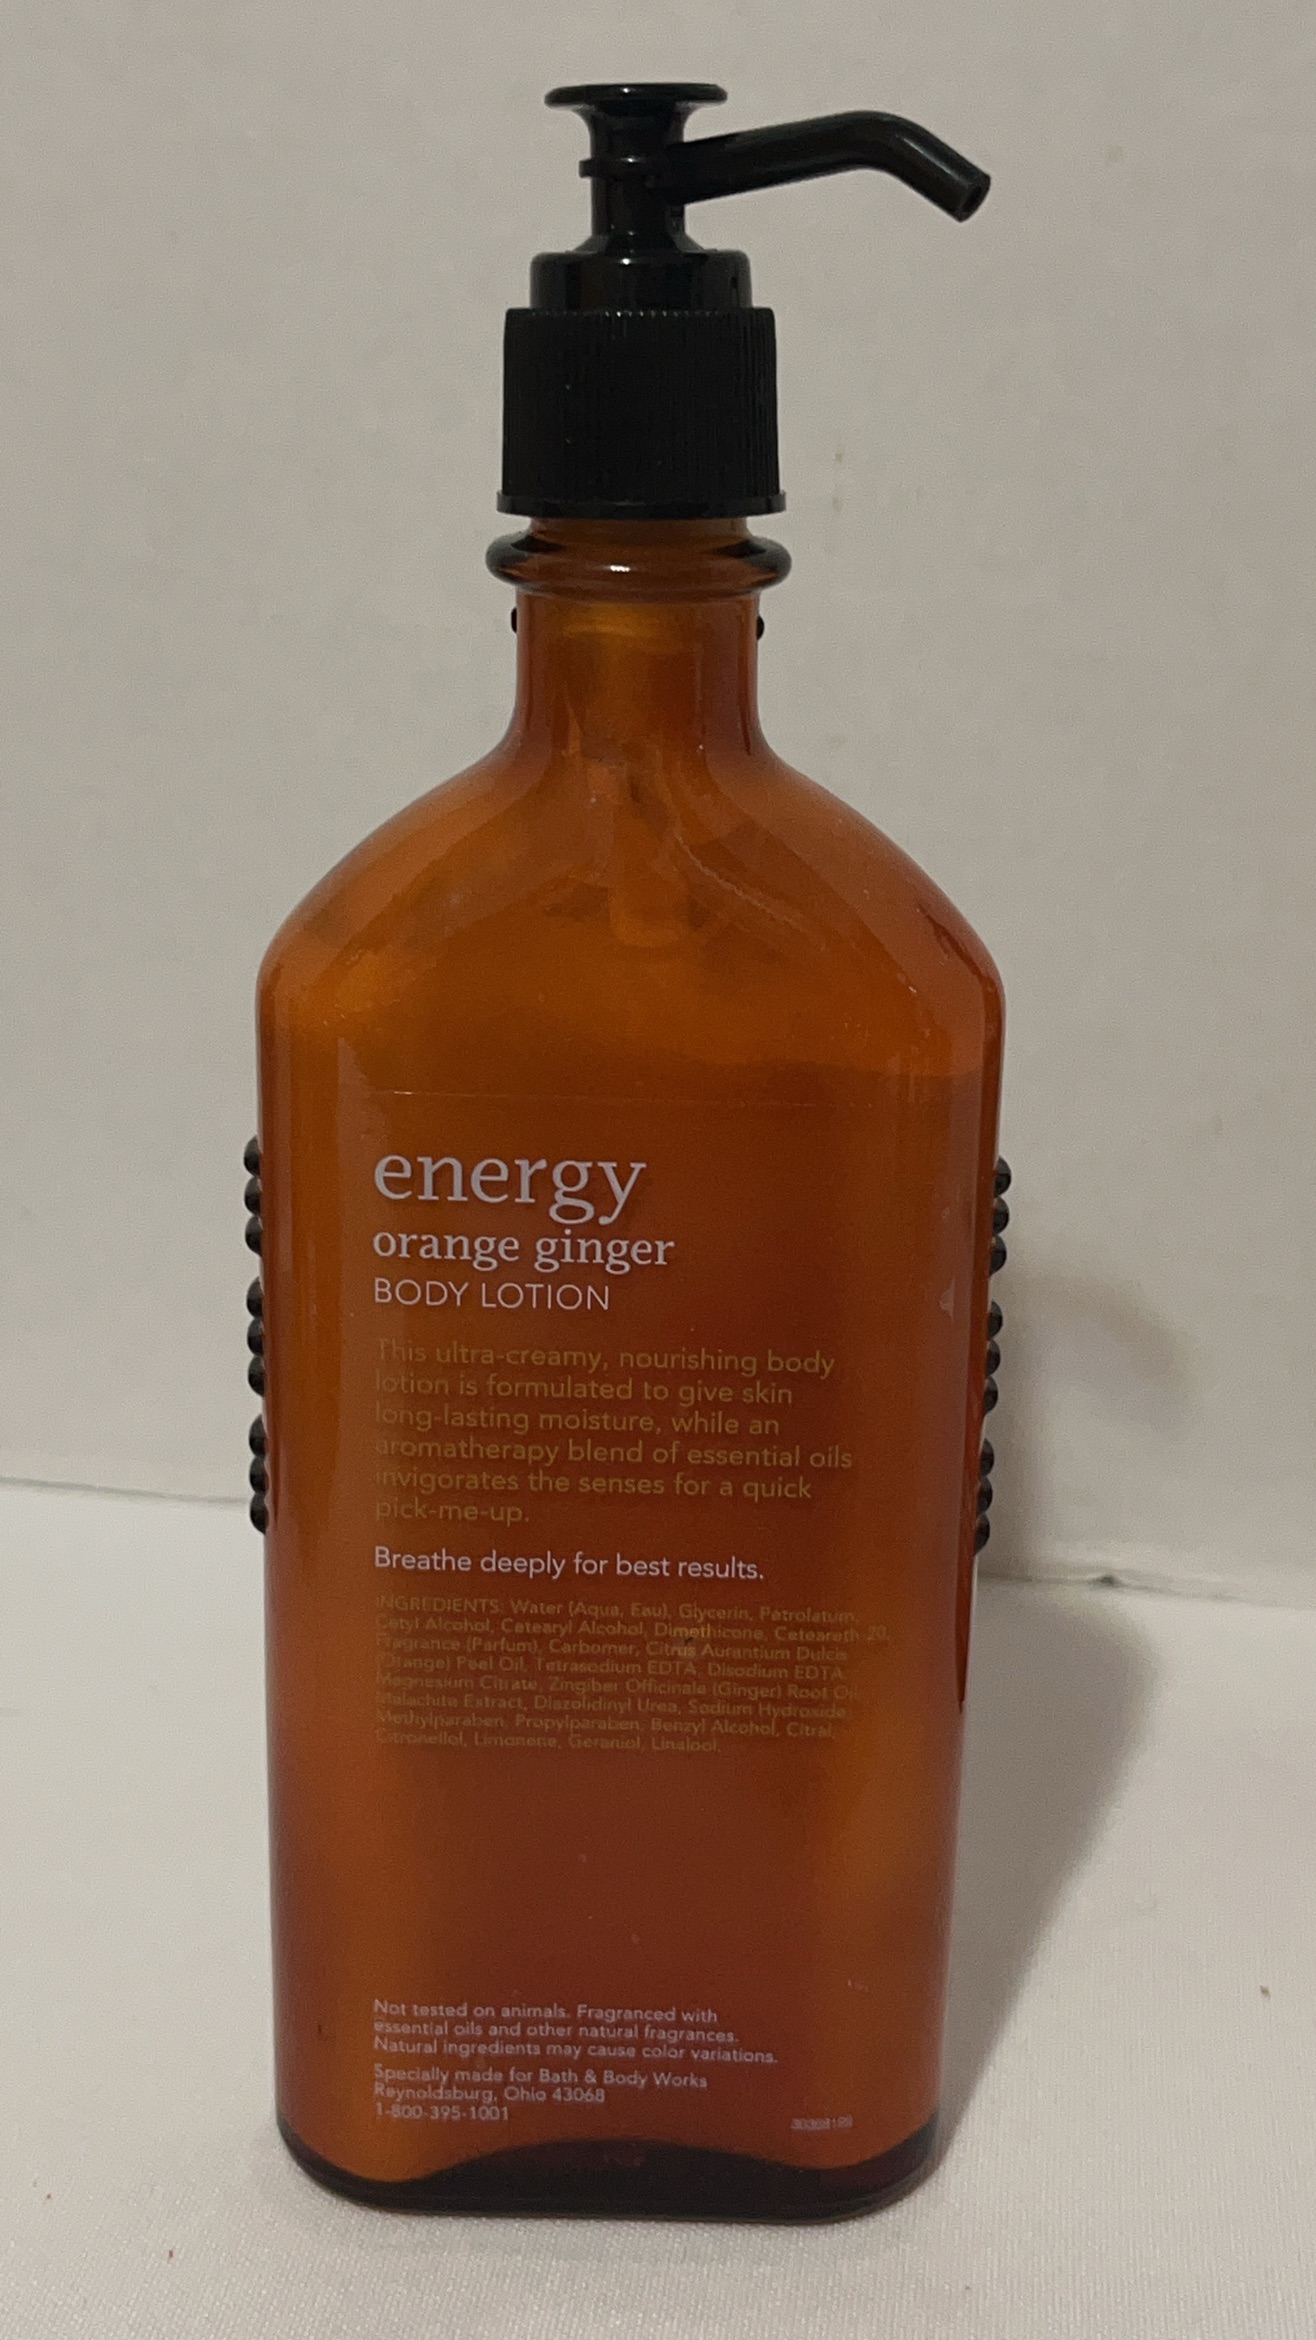 energy
orange ginger
BODY LOTION
This ultra-creamy, nourishing body
lotion is formulated to give skin
long-lasting moisture, while an
aromatherapy blend of essential oils
invigorates the senses for a quick
pick-me-up.
Breathe deeply for best results.
INGREDIENTS: Water (Aqua, Eau), Glycerin, Petrolatum,
Cetyl Alcohol, Cetearyl Alcohol, Dimethicone, Ceteareth-20,
Fragrance (Parfum), Carbomer, Citrus Aurantium Dulcis
(Orange) Peel Oil, Tetrasodium EDTA, Disodium EDTA,
Magnesium Citrate, Zingiber Officinale (Ginger) Root Oil,
Malachite Extract, Diazolidinyl Urea, Sodium Hydroxide,
Methylparaben, Propylparaben, Benzyl Alcohol, Citral,
Citronellol, Limonene, Geraniol, Linalool.
Not tested on animals. Fragranced with
essential oils and other natural fragrances.
Natural ingredients may cause color variations.
Specially made for Bath & Body Works
Reynoldsburg, Ohio 43068
1-800-395-1001